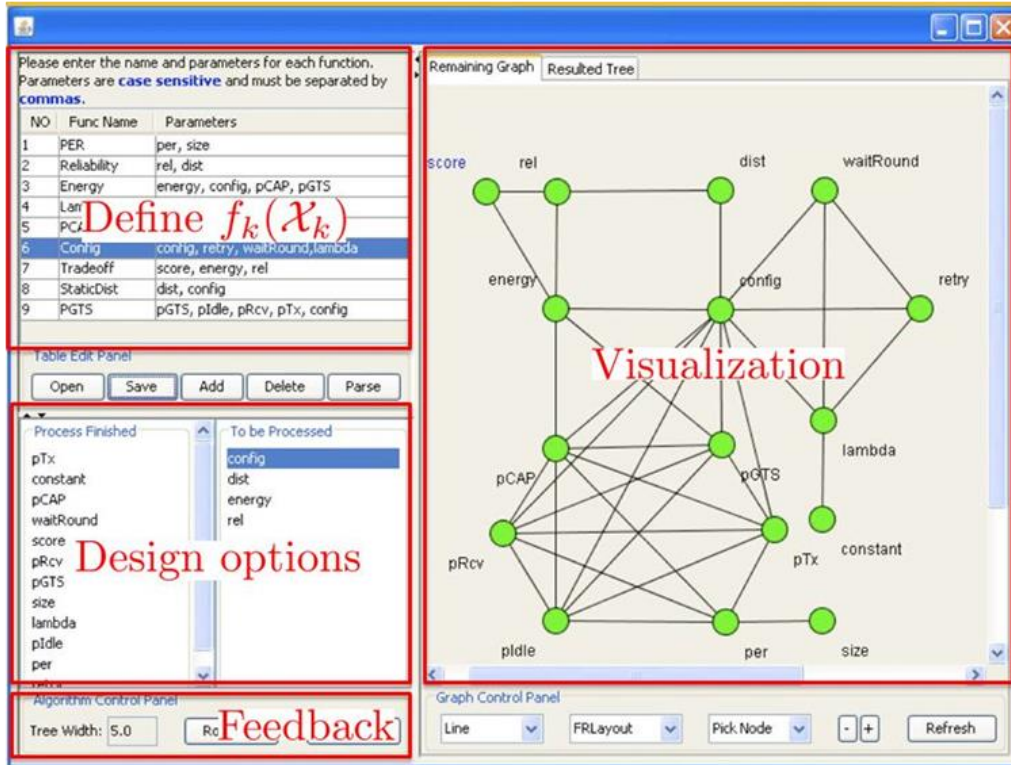 Please enter the name and parameters for each function.
Parameters are case sensitive and must be separated by
commas.
NO Func Name Parameters
1 PER per, size
2 Reliability rel, dist
3 Energy energy, config, pCAP, pGTS
4
Define f_k(𝒳_k)
5
6 Config config, retry, waitRound,lambda
7 Tradeoff score, energy, rel
8 StaticDist dist, config
9 PGTS pGTS, pIdle, pRcv, pTx, config
Table Edit Panel
Open Save Add Delete Parse
Process Finished
pTx
constant
pCAP
waitRound
score
pRcv
pGTS
size
lambda
pIdle
per
To be Processed
config
dist
energy
rel
Design options
Algorithm Control Panel
Tree Width: 5.0
Feedback
Remaining Graph Resulted Tree
score rel dist waitRound
energy config retry
Visualization
pCAP pGTS lambda
pRcv pTx constant
pIdle per size
Graph Control Panel
Line FRLayout Pick Node - + Refresh